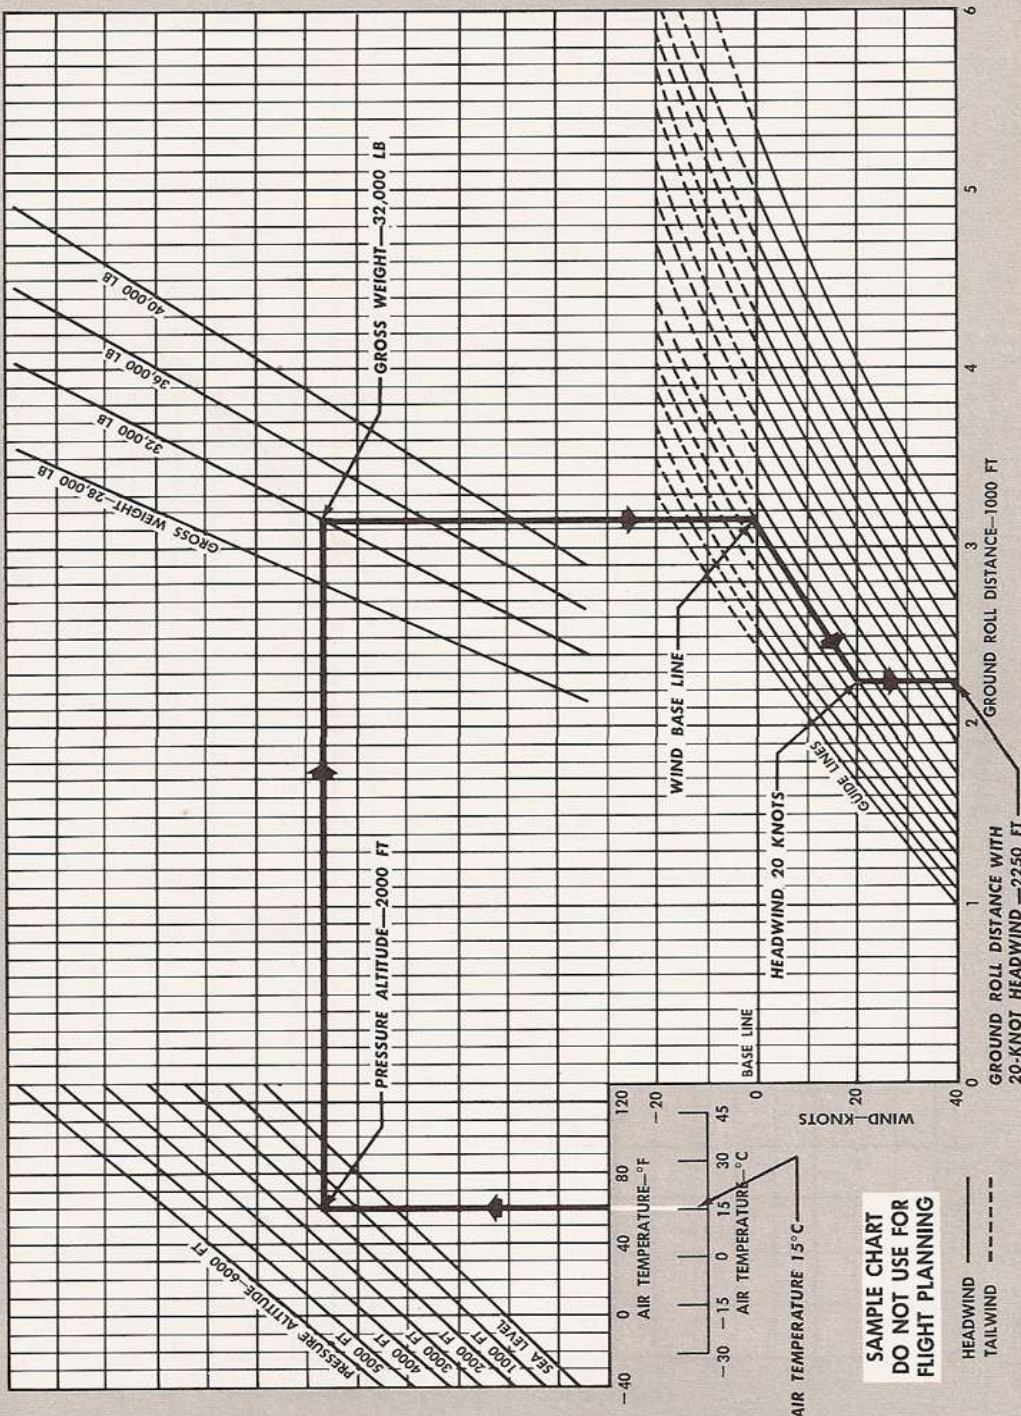 PRESSURE ALTITUDE—6000 FT
5000 FT
4000 FT
3000 FT
2000 FT
1000 FT
SEA LEVEL
GROSS WEIGHT—28,000 LB
32,000 LB
36,000 LB
40,000 LB
GROSS WEIGHT—32,000 LB
PRESSURE ALTITUDE—2000 FT
-40 0 40 80 120
AIR TEMPERATURE—°F
-30 -15 0 15 30 45
AIR TEMPERATURE—°C
AIR TEMPERATURE 15°C
BASE LINE
WIND BASE LINE
HEADWIND 20 KNOTS
GUIDE LINES
-20
0
20
40
WIND—KNOTS
0 1 2 3 4 5 6
GROUND ROLL DISTANCE—1000 FT
GROUND ROLL DISTANCE WITH
20-KNOT HEADWIND—2250 FT
SAMPLE CHART
DO NOT USE FOR
FLIGHT PLANNING
HEADWIND
TAILWIND